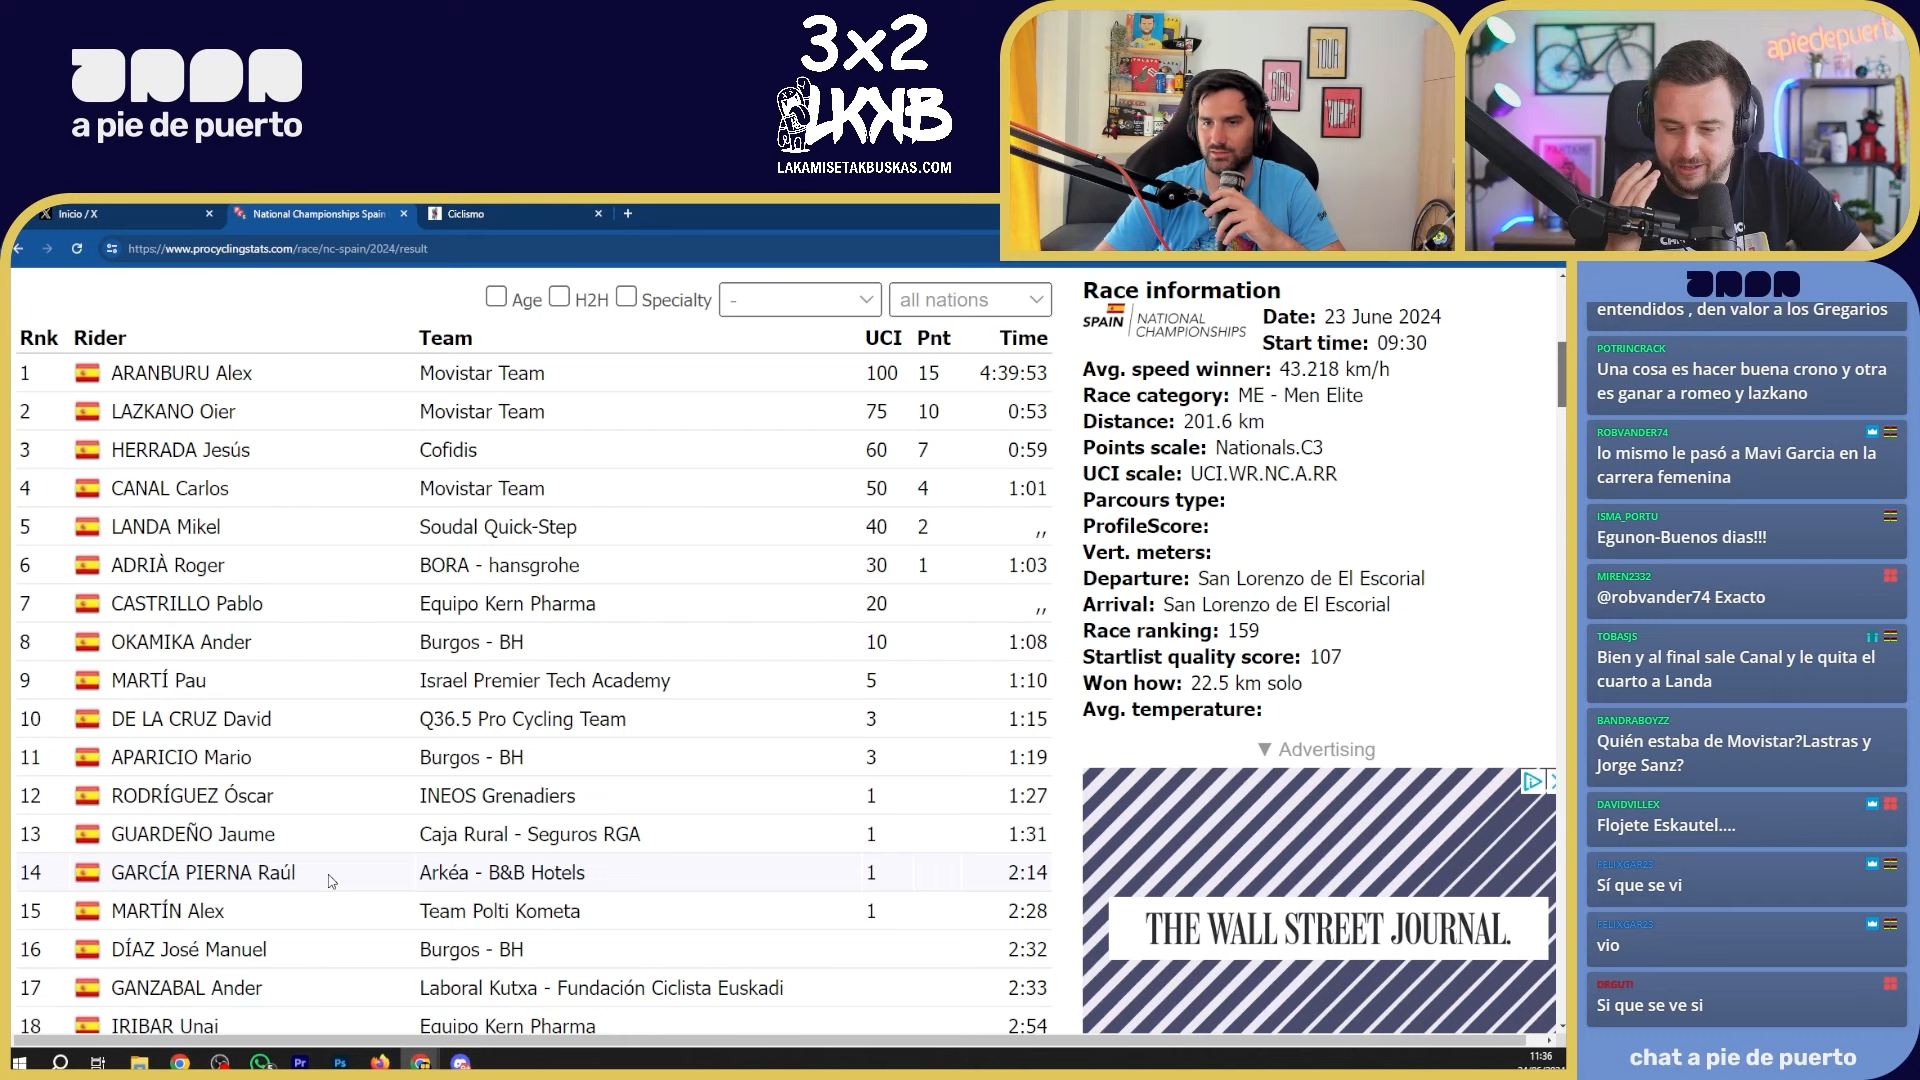 a pie de puerto
3x2
LKKB
LAKAMISETAKBUSKAS.COM
TOUR
GIRO
VUELTA
apiedepuerto
Inicio / X
National Championships Spain
Ciclismo
https://www.procyclingstats.com/race/nc-spain/2024/result
Age H2H Specialty - all nations
Rnk Rider Team UCI Pnt Time
1 ARANBURU Alex Movistar Team 100 15 4:39:53
2 LAZKANO Oier Movistar Team 75 10 0:53
3 HERRADA Jesús Cofidis 60 7 0:59
4 CANAL Carlos Movistar Team 50 4 1:01
5 LANDA Mikel Soudal Quick-Step 40 2 ,,
6 ADRIÀ Roger BORA - hansgrohe 30 1 1:03
7 CASTRILLO Pablo Equipo Kern Pharma 20 ,,
8 OKAMIKA Ander Burgos - BH 10 1:08
9 MARTÍ Pau Israel Premier Tech Academy 5 1:10
10 DE LA CRUZ David Q36.5 Pro Cycling Team 3 1:15
11 APARICIO Mario Burgos - BH 3 1:19
12 RODRÍGUEZ Óscar INEOS Grenadiers 1 1:27
13 GUARDEÑO Jaume Caja Rural - Seguros RGA 1 1:31
14 GARCÍA PIERNA Raúl Arkéa - B&B Hotels 1 2:14
15 MARTÍN Alex Team Polti Kometa 1 2:28
16 DÍAZ José Manuel Burgos - BH 2:32
17 GANZABAL Ander Laboral Kutxa - Fundación Ciclista Euskadi 2:33
18 IRIBAR Unai Equipo Kern Pharma 2:54
Race information
SPAIN NATIONAL CHAMPIONSHIPS
Date: 23 June 2024
Start time: 09:30
Avg. speed winner: 43.218 km/h
Race category: ME - Men Elite
Distance: 201.6 km
Points scale: Nationals.C3
UCI scale: UCI.WR.NC.A.RR
Parcours type:
ProfileScore:
Vert. meters:
Departure: San Lorenzo de El Escorial
Arrival: San Lorenzo de El Escorial
Race ranking: 159
Startlist quality score: 107
Won how: 22.5 km solo
Avg. temperature:
▼ Advertising
THE WALL STREET JOURNAL.
Pr
Ps
11:36
entendidos , den valor a los Gregarios
POTRINCRACK
Una cosa es hacer buena crono y otra
es ganar a romeo y lazkano
ROBVANDER74
lo mismo le pasó a Mavi Garcia en la
carrera femenina
ISMA_PORTU
Egunon-Buenos dias!!!
MIREN2332
@robvander74 Exacto
TOBASJS
Bien y al final sale Canal y le quita el
cuarto a Landa
BANDRABOYZZ
Quién estaba de Movistar?Lastras y
Jorge Sanz?
DAVIDVILLEX
Flojete Eskautel....
FELIXGAR23
Sí que se vi
FELIXGAR23
vio
DRGUTI
Si que se ve si
chat a pie de puerto